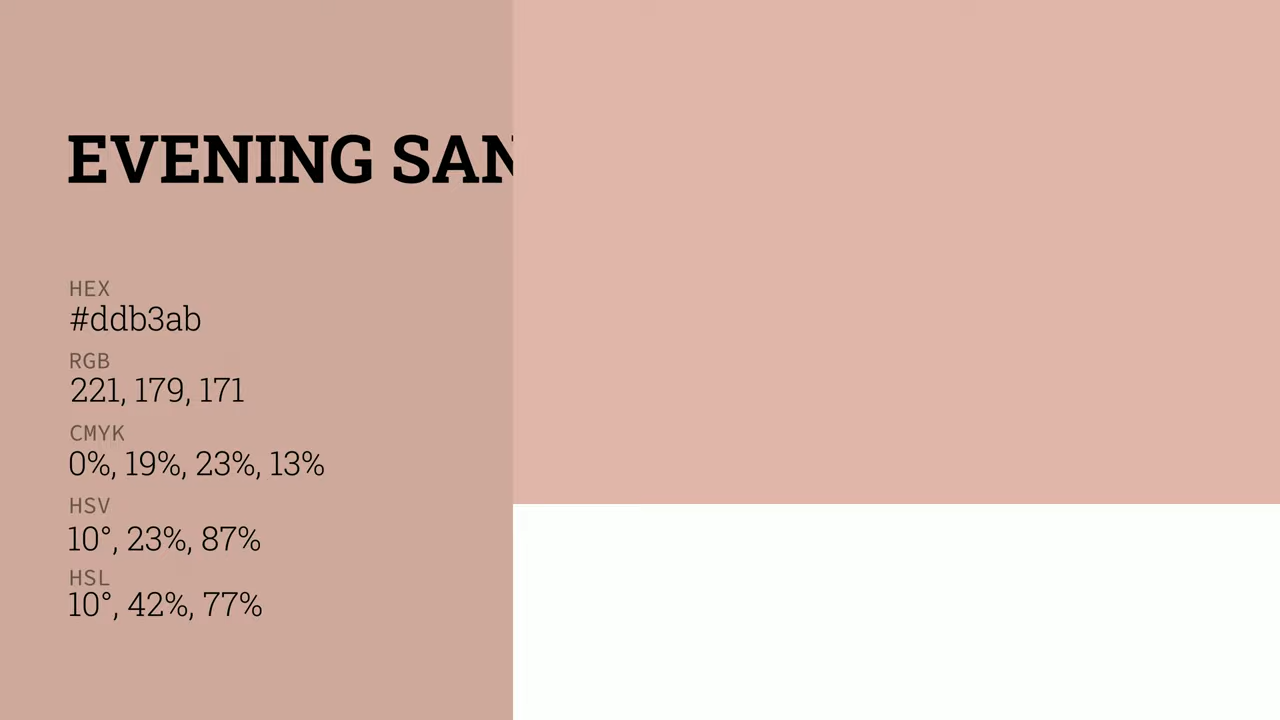 EVENING SAN
HEX
#ddb3ab
RGB
221, 179, 171
CMYK
0%, 19%, 23%, 13%
HSV
10°, 23%, 87%
HSL
10°, 42%, 77%